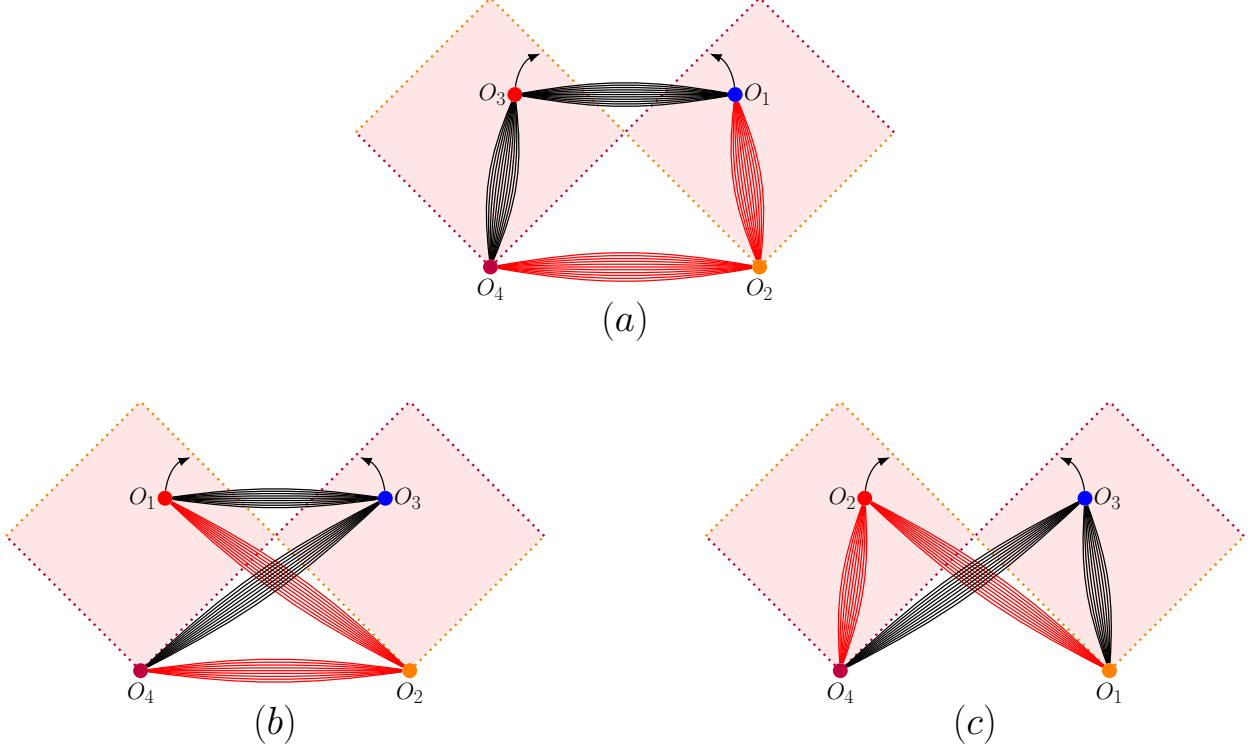 O₃ O₁
O₄ O₂
(a)
O₁ O₃ O₂ O₃
O₄ O₂ O₄ O₁
(b) (c)